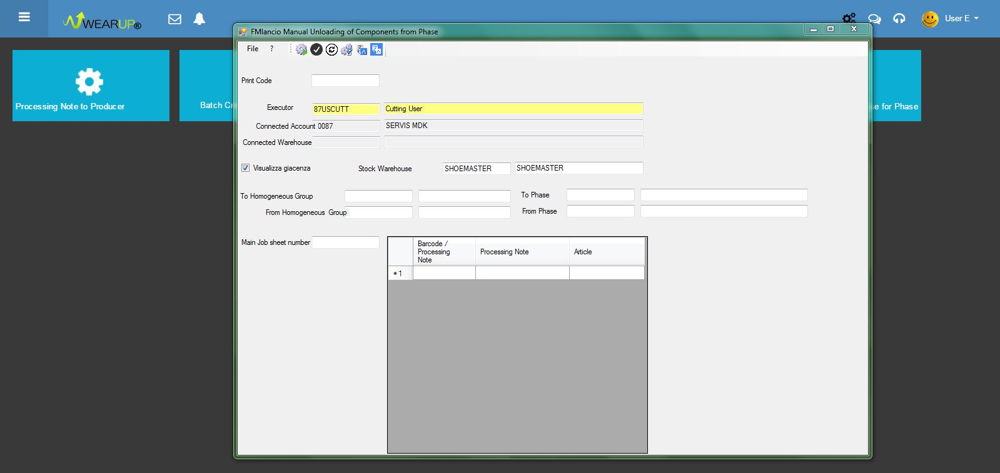 WEARUP®
User E
FMlancio Manual Unloading of Components from Phase
File ?
Processing Note to Producer
Batch Cr
se for Phase
Print Code
Executor 87USCUTT Cutting User
Connected Account 0087 SERVIS MDK
Connected Warehouse
Visualizza giacenza Stock Warehouse SHOEMASTER SHOEMASTER
To Homogeneous Group To Phase
From Homogeneous Group From Phase
Main Job sheet number
Barcode /
Processing
Note
Processing Note
Article
* 1